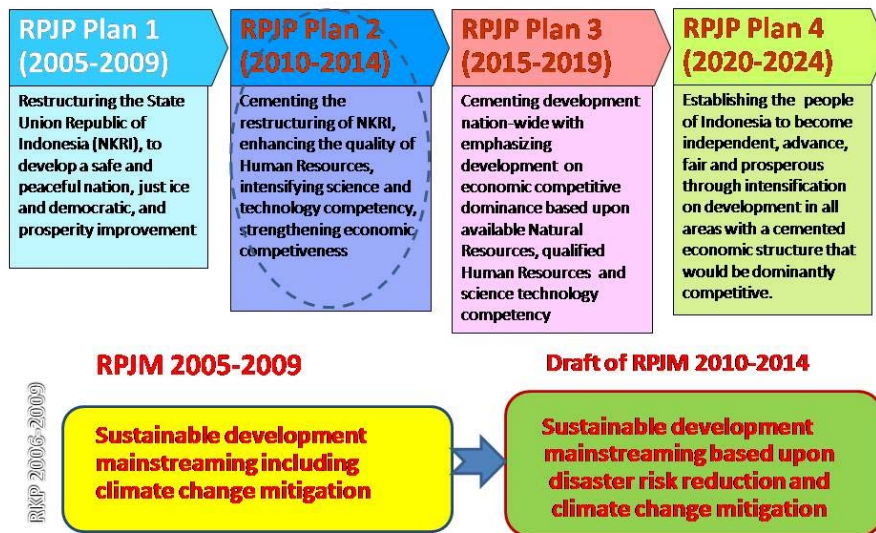 RPJP Plan 1
(2005-2009)
Restructuring the State
Union Republic of
Indonesia (NKRI), to
develop a safe and
peaceful nation, just ice
and democratic, and
prosperity improvement
RPJP Plan 2
(2010-2014)
Cementing the
restructuring of NKRI,
enhancing the quality of
Human Resources,
intensifying science and
technology competency,
strengthening economic
competiveness
RPJP Plan 3
(2015-2019)
Cementing development
nation-wide with
emphasizing
development on
economic competitive
dominance based upon
available Natural
Resources, qualified
Human Resources and
science technology
competency
RPJP Plan 4
(2020-2024)
Establishing the people
of Indonesia to become
independent, advance,
fair and prosperous
through intensification
on development in all
areas with a cemented
economic structure that
would be dominantly
competitive.
RKP 2006-2009
RPJM 2005-2009
Sustainable development
mainstreaming including
climate change mitigation
Draft of RPJM 2010-2014
Sustainable development
mainstreaming based upon
disaster risk reduction and
climate change mitigation